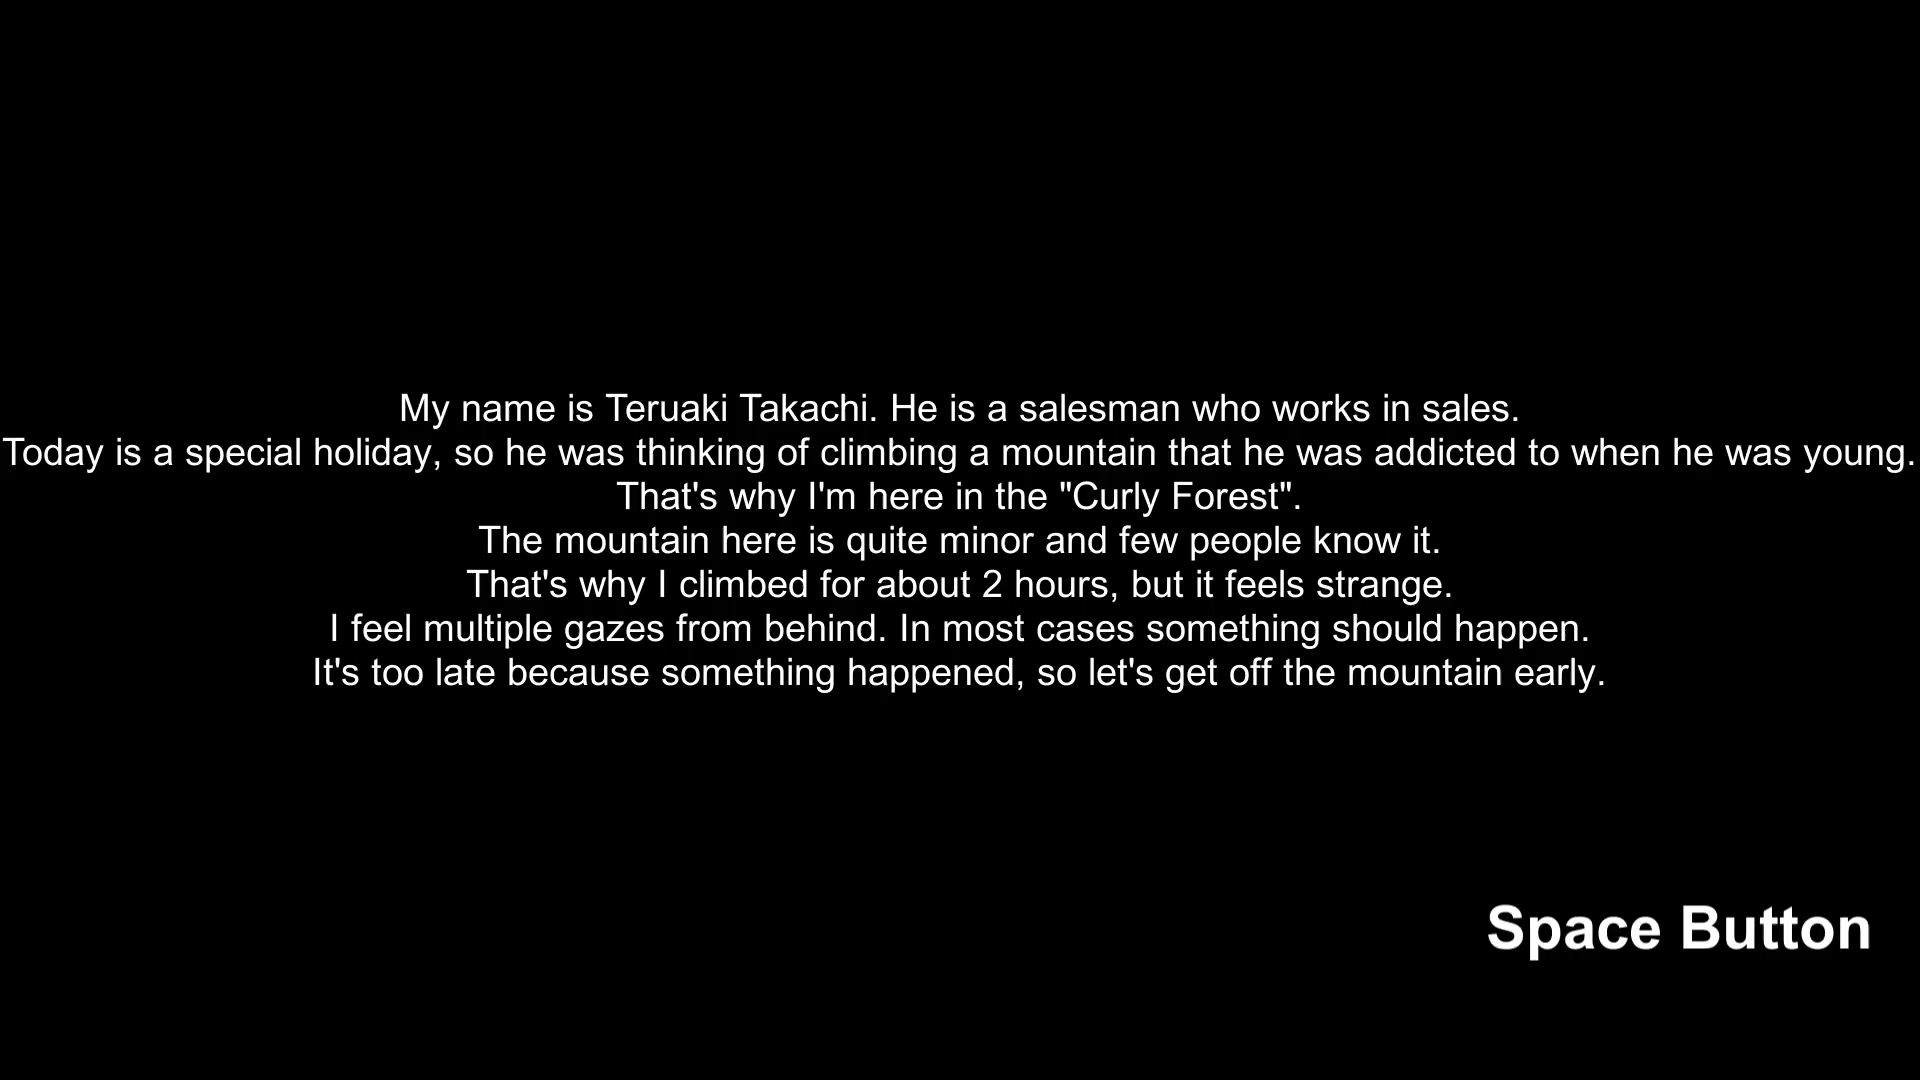 My name is Teruaki Takachi. He is a salesman who works in sales.
Today is a special holiday, so he was thinking of climbing a mountain that he was addicted to when he was young.
That's why I'm here in the "Curly Forest".
The mountain here is quite minor and few people know it.
That's why I climbed for about 2 hours, but it feels strange.
I feel multiple gazes from behind. In most cases something should happen.
It's too late because something happened, so let's get off the mountain early.
Space Button